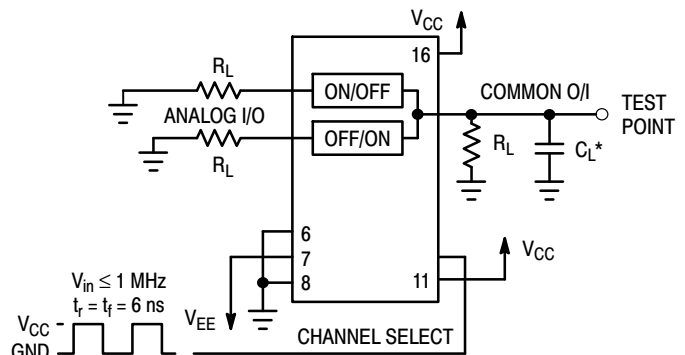 V_CC
16
R_L
ON/OFF
COMMON O/I
ANALOG I/O
TEST
POINT
OFF/ON
R_L
R_L
C_L*
6
7
V_CC
V_in ≤ 1 MHz
8
11
t_r = t_f = 6 ns
V_EE
V_CC
CHANNEL SELECT
GND